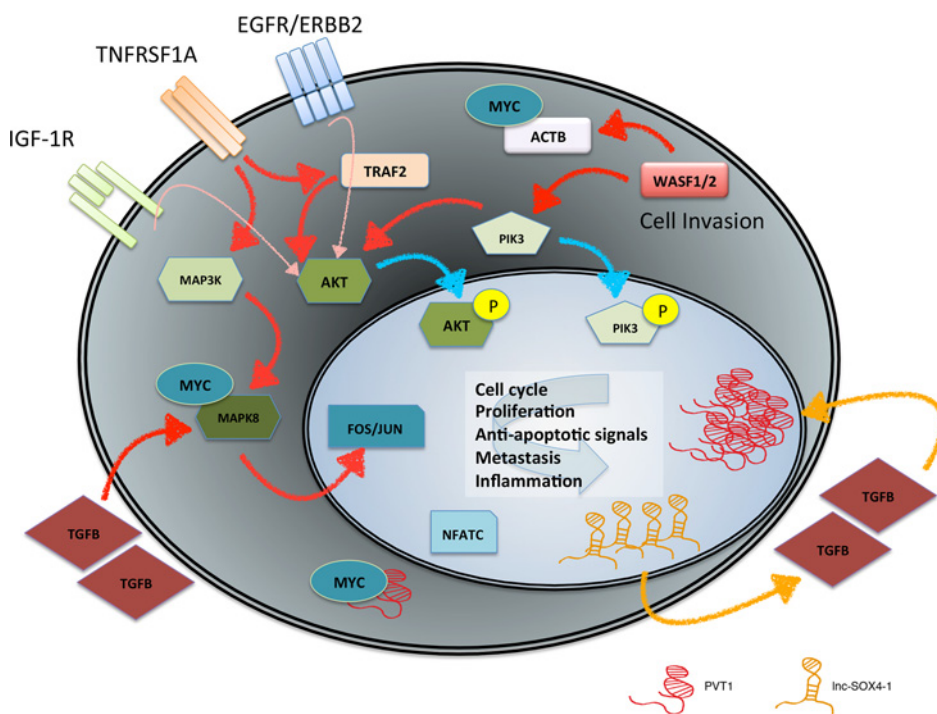 EGFR/ERBB2
TNFRSF1A
IGF-1R
MYC
ACTB
TRAF2
WASF1/2
Cell Invasion
PIK3
MAP3K
AKT
AKT
P
PIK3
P
MYC
MAPK8
Cell cycle
Proliferation
Anti-apoptotic signals
Metastasis
Inflammation
FOS/JUN
TGFB
TGFB
TGFB
TGFB
NFATC
MYC
PVT1
lnc-SOX4-1